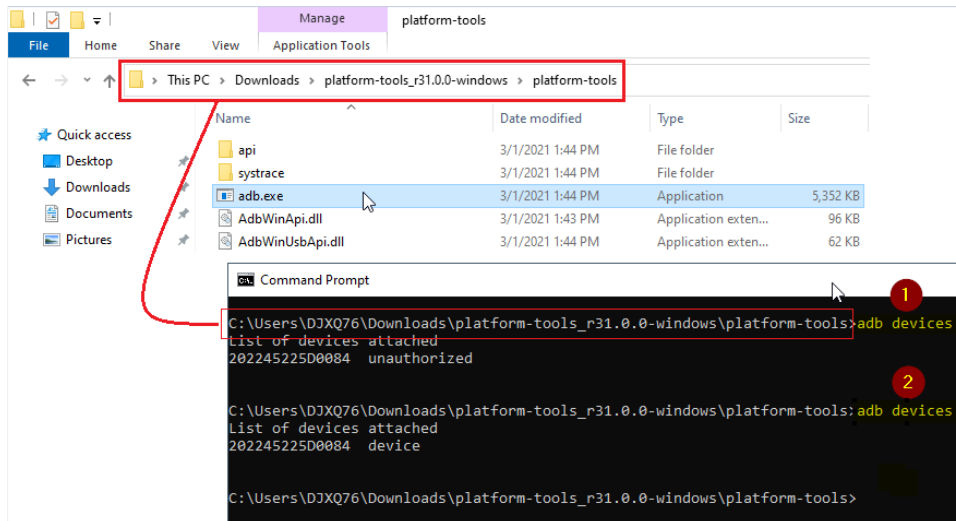 Manage platform-tools
File Home Share View Application Tools
This PC > Downloads > platform-tools_r31.0.0-windows > platform-tools
Name Date modified Type Size
Quick access
Desktop
Downloads
Documents
Pictures
api 3/1/2021 1:44 PM File folder
systrace 3/1/2021 1:44 PM File folder
adb.exe 3/1/2021 1:44 PM Application 5,352 KB
AdbWinApi.dll 3/1/2021 1:43 PM Application exten... 96 KB
AdbWinUsbApi.dll 3/1/2021 1:44 PM Application exten... 62 KB
C:\. Command Prompt
1
C:\Users\DJXQ76\Downloads\platform-tools_r31.0.0-windows\platform-tools>adb devices
List of devices attached
202245225D0084 unauthorized
2
C:\Users\DJXQ76\Downloads\platform-tools_r31.0.0-windows\platform-tools>adb devices
List of devices attached
202245225D0084 device
C:\Users\DJXQ76\Downloads\platform-tools_r31.0.0-windows\platform-tools>